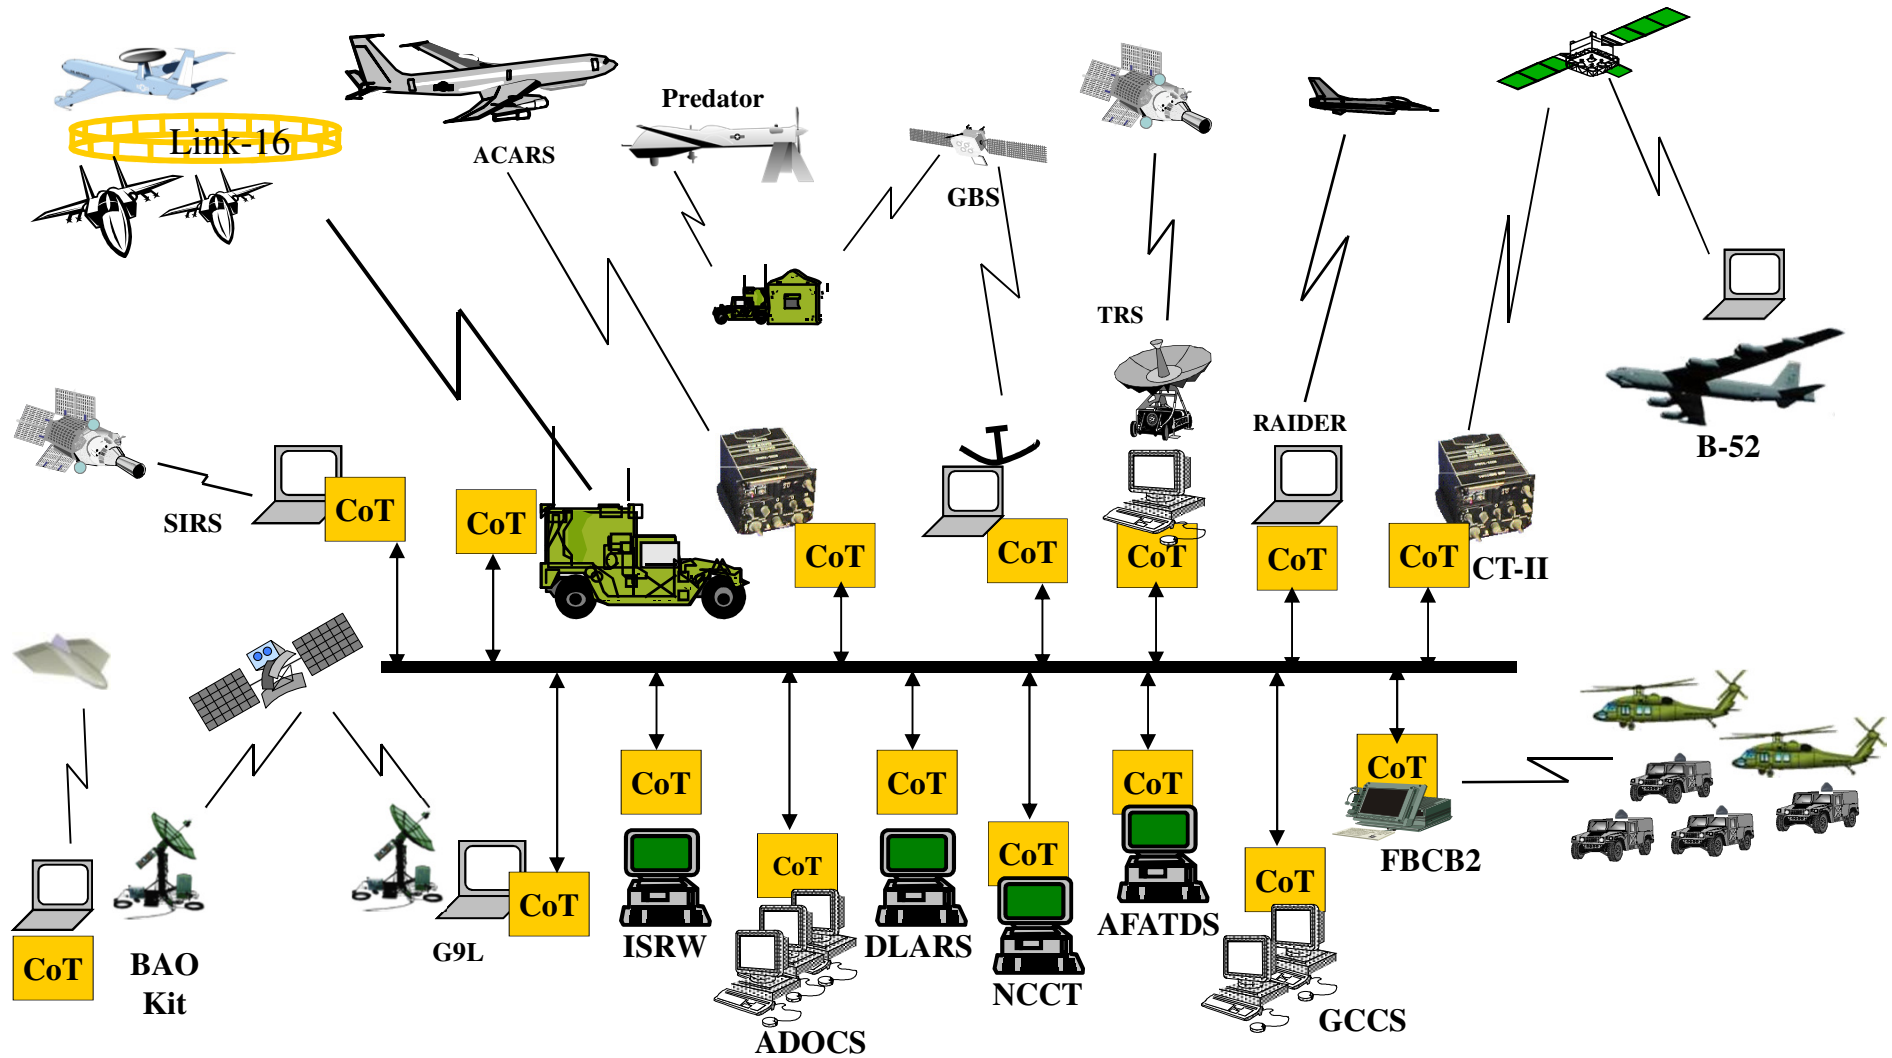 Predator
Link-16
ACARS
GBS
TRS
RAIDER
B-52
SIRS
CoT
CoT
CoT
CoT
CoT
CoT
CoT
CT-II
CoT
CoT
CoT
CoT
CoT
CoT
CoT
CoT
FBCB2
CoT
AFATDS
ISRW
DLARS
G9L
CoT
BAO
Kit
NCCT
GCCS
ADOCS